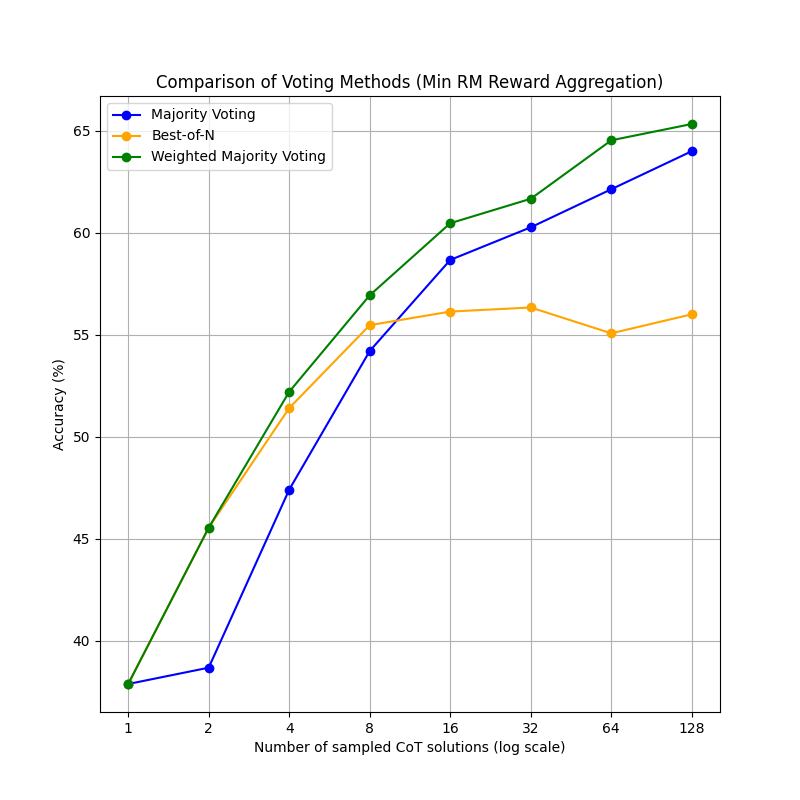 Comparison of Voting Methods (Min RM Reward Aggregation)
Majority Voting
Best-of-N
Weighted Majority Voting
Accuracy (%)
65
60
55
50
45
40
1 2 4 8 16 32 64 128
Number of sampled CoT solutions (log scale)